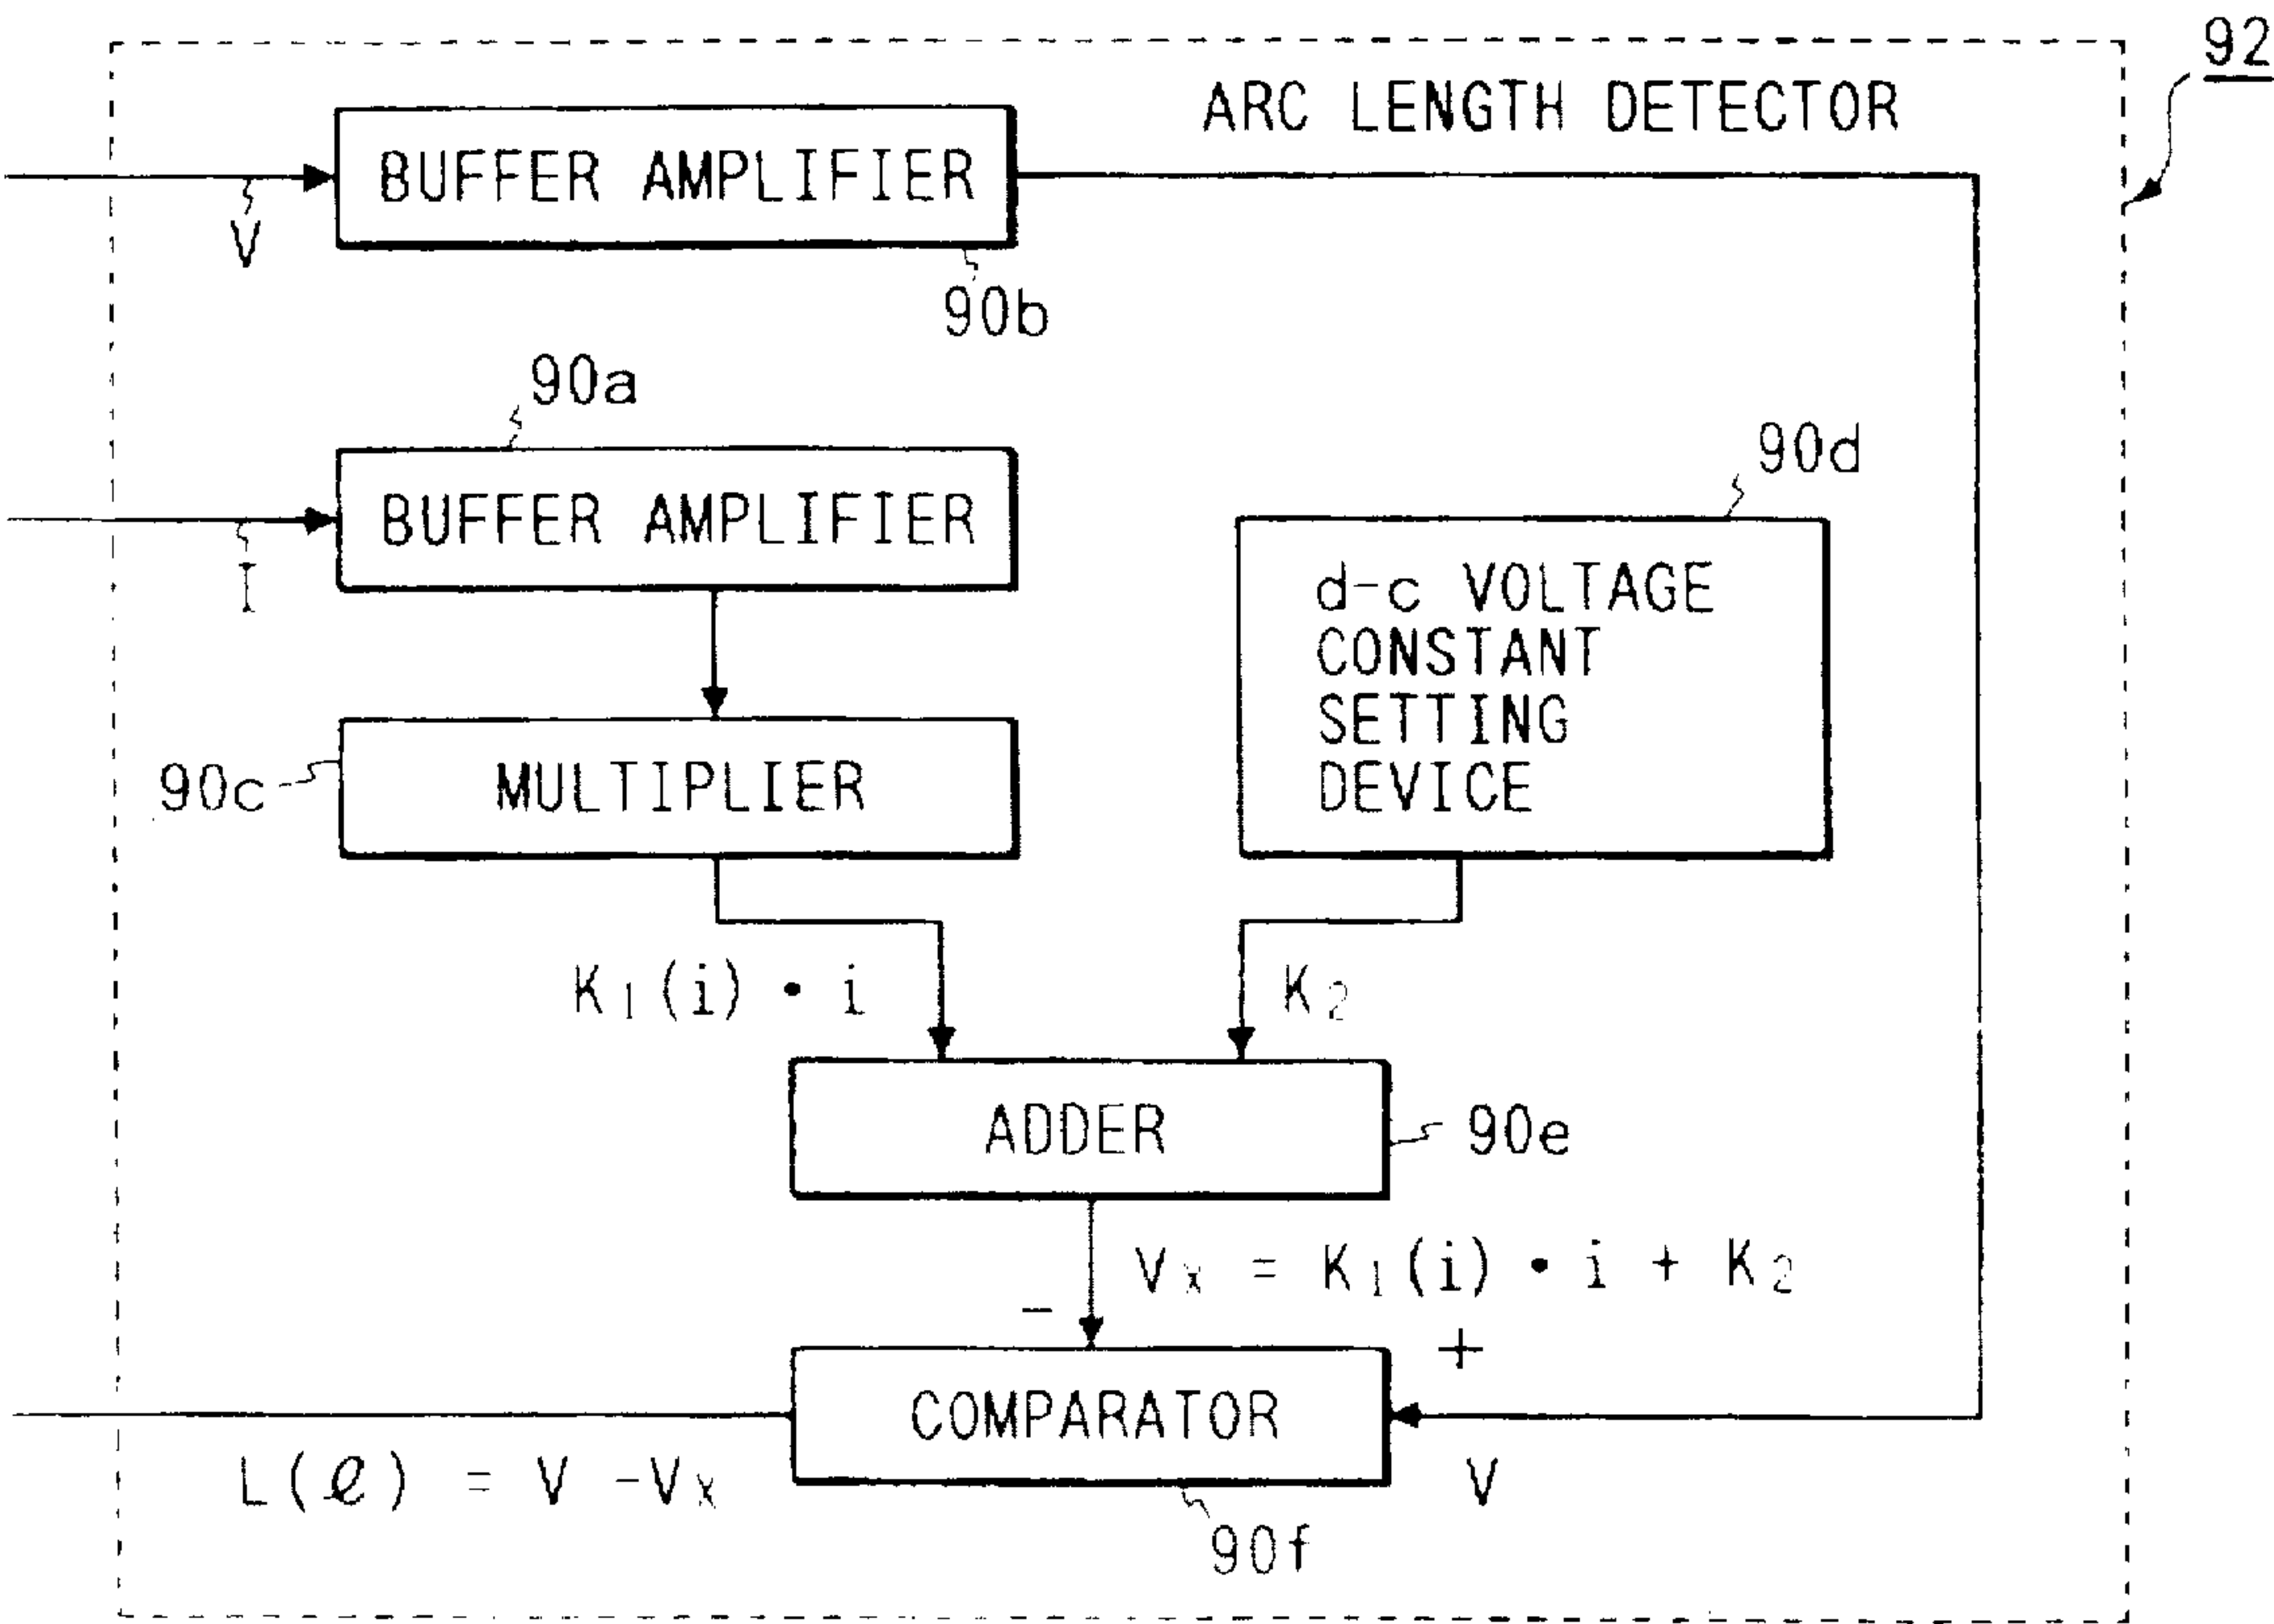 92
ARC LENGTH DETECTOR
BUFFER AMPLIFIER
V
90b
90a
BUFFER AMPLIFIER
I
90d
d-c VOLTAGE
CONSTANT
SETTING
DEVICE
90c
MULTIPLIER
K₁(i) • i
K₂
ADDER
90e
Vₓ = K₁(i) • i + K₂
-
+
COMPARATOR
L(ℓ) = V -Vₓ
V
90f